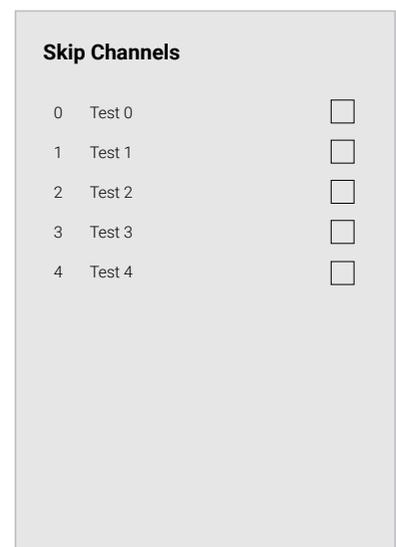 Skip Channels
0 Test 0
1 Test 1
2 Test 2
3 Test 3
4 Test 4